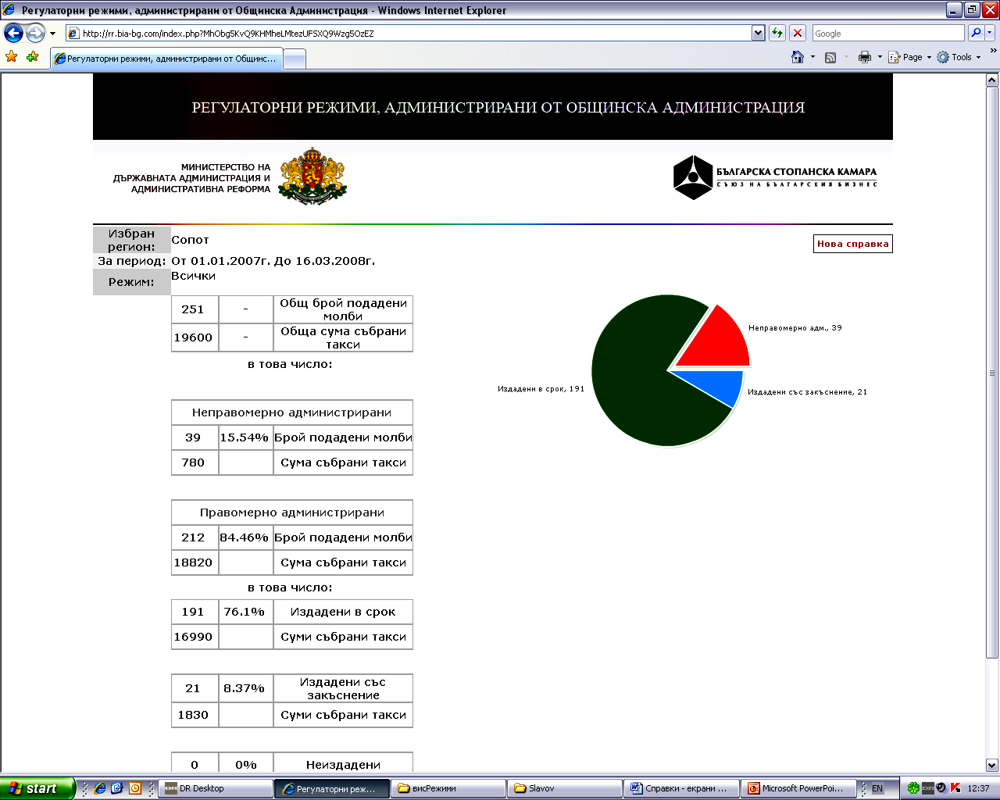 Регулаторни режими, администрирани от Общинска Администрация - Windows Internet Explorer
http://rr.bia-bg.com/index.php?MhObg5KvQ9KHMheLMtezUFSXQ9Wzg5OzEZ
Google
Регулаторни режими, администрирани от Общинс...
Page
Tools
РЕГУЛАТОРНИ РЕЖИМИ, АДМИНИСТРИРАНИ ОТ ОБЩИНСКА АДМИНИСТРАЦИЯ
МИНИСТЕРСТВО НА
ДЪРЖАВНАТА АДМИНИСТРАЦИЯ И
АДМИНИСТРАТИВНА РЕФОРМА
БЪЛГАРСКА СТОПАНСКА КАМАРА
СЪЮЗ НА БЪЛГАРСКИЯ БИЗНЕС
Избран
регион:
Сопот
Нова справка
За период: От 01.01.2007г. До 16.03.2008г.
Режим:
Всички
251 - Общ брой подадени
молби
19600 - Обща сума събрани
такси
в това число:
Неправомерно администрирани
39 15.54% Брой подадени молби
780 Сума събрани такси
Правомерно администрирани
212 84.46% Брой подадени молби
18820 Сума събрани такси
в това число:
191 76.1% Издадени в срок
16990 Суми събрани такси
21 8.37% Издадени със
закъснение
1830 Суми събрани такси
0 0% Неиздадени
Неправомерно адм., 39
Издадени в срок, 191
Издадени със закъснение, 21
start
DR Desktop
Регулаторни реж...
висРежими
Slavov
Справки - екрани ...
Microsoft PowerPoi...
EN
12:37